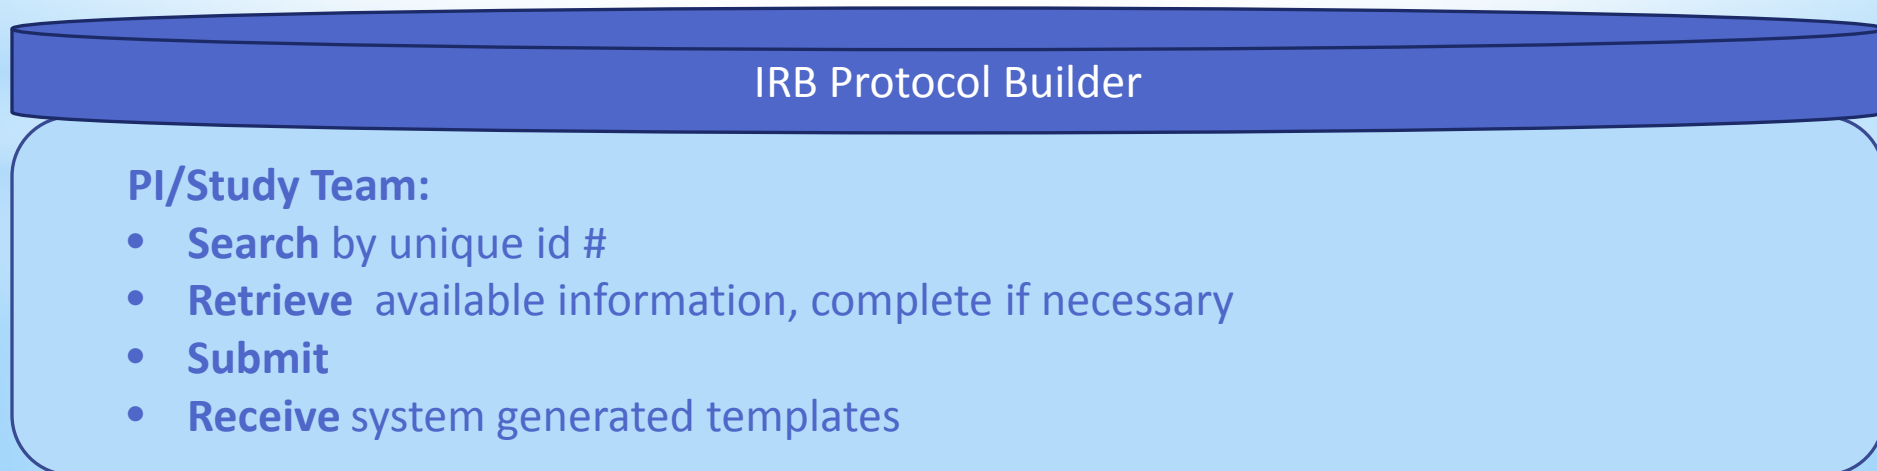 IRB Protocol Builder
PI/Study Team:
• Search by unique id #
• Retrieve  available information, complete if necessary
• Submit
• Receive system generated templates